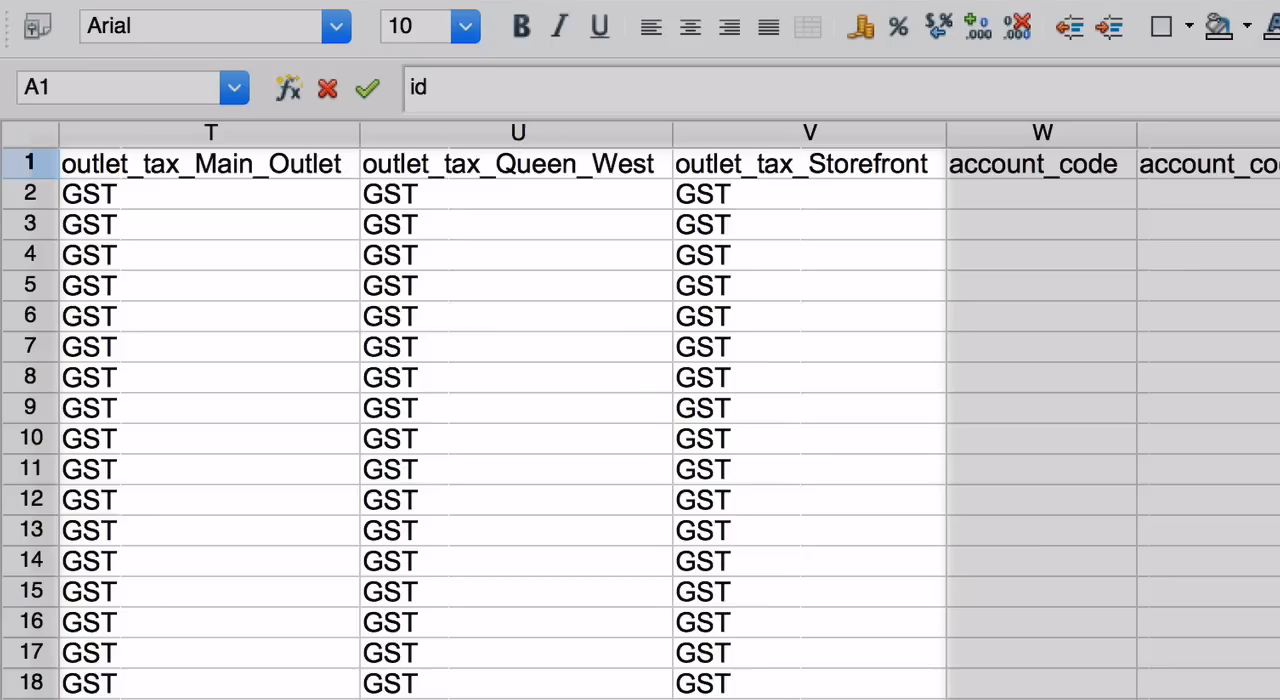 Arial 10 B I U % $,% .000 .000
A1 fx id
T U V W
1 outlet_tax_Main_Outlet outlet_tax_Queen_West outlet_tax_Storefront account_code account_co
2 GST GST GST
3 GST GST GST
4 GST GST GST
5 GST GST GST
6 GST GST GST
7 GST GST GST
8 GST GST GST
9 GST GST GST
10 GST GST GST
11 GST GST GST
12 GST GST GST
13 GST GST GST
14 GST GST GST
15 GST GST GST
16 GST GST GST
17 GST GST GST
18 GST GST GST